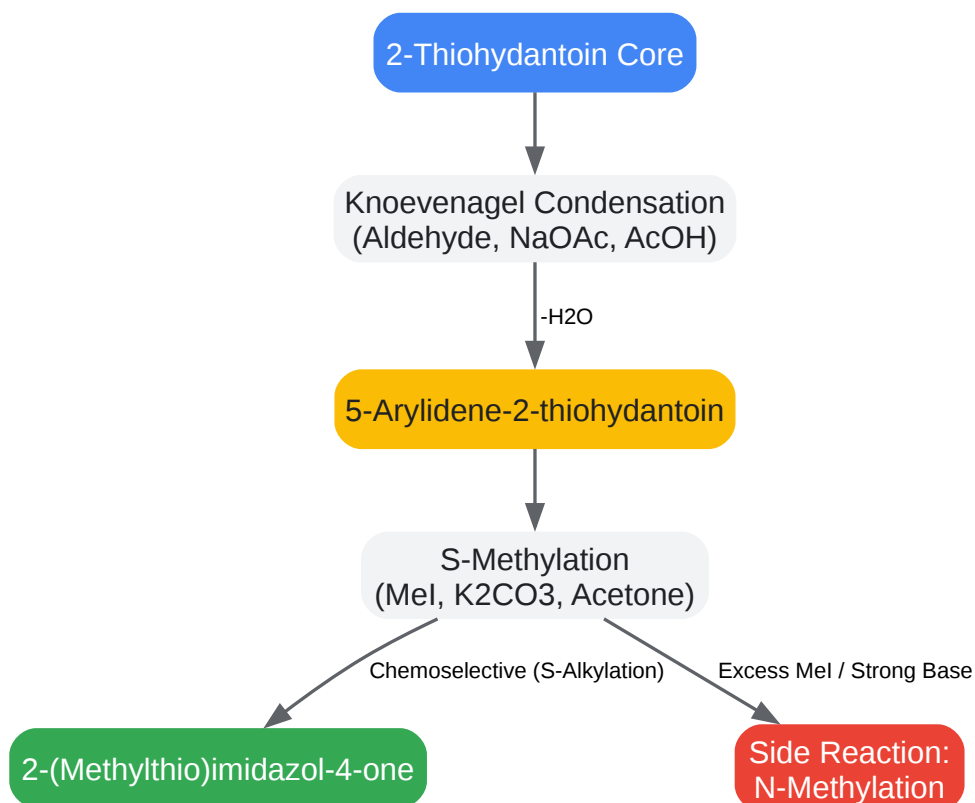 2-Thiohydantoin Core
Knoevenagel Condensation
(Aldehyde, NaOAc, AcOH)
-H2O
5-Arylidene-2-thiohydantoin
S-Methylation
(MeI, K2CO3, Acetone)
Chemoselective (S-Alkylation)
Excess MeI / Strong Base
2-(Methylthio)imidazol-4-one
Side Reaction:
N-Methylation